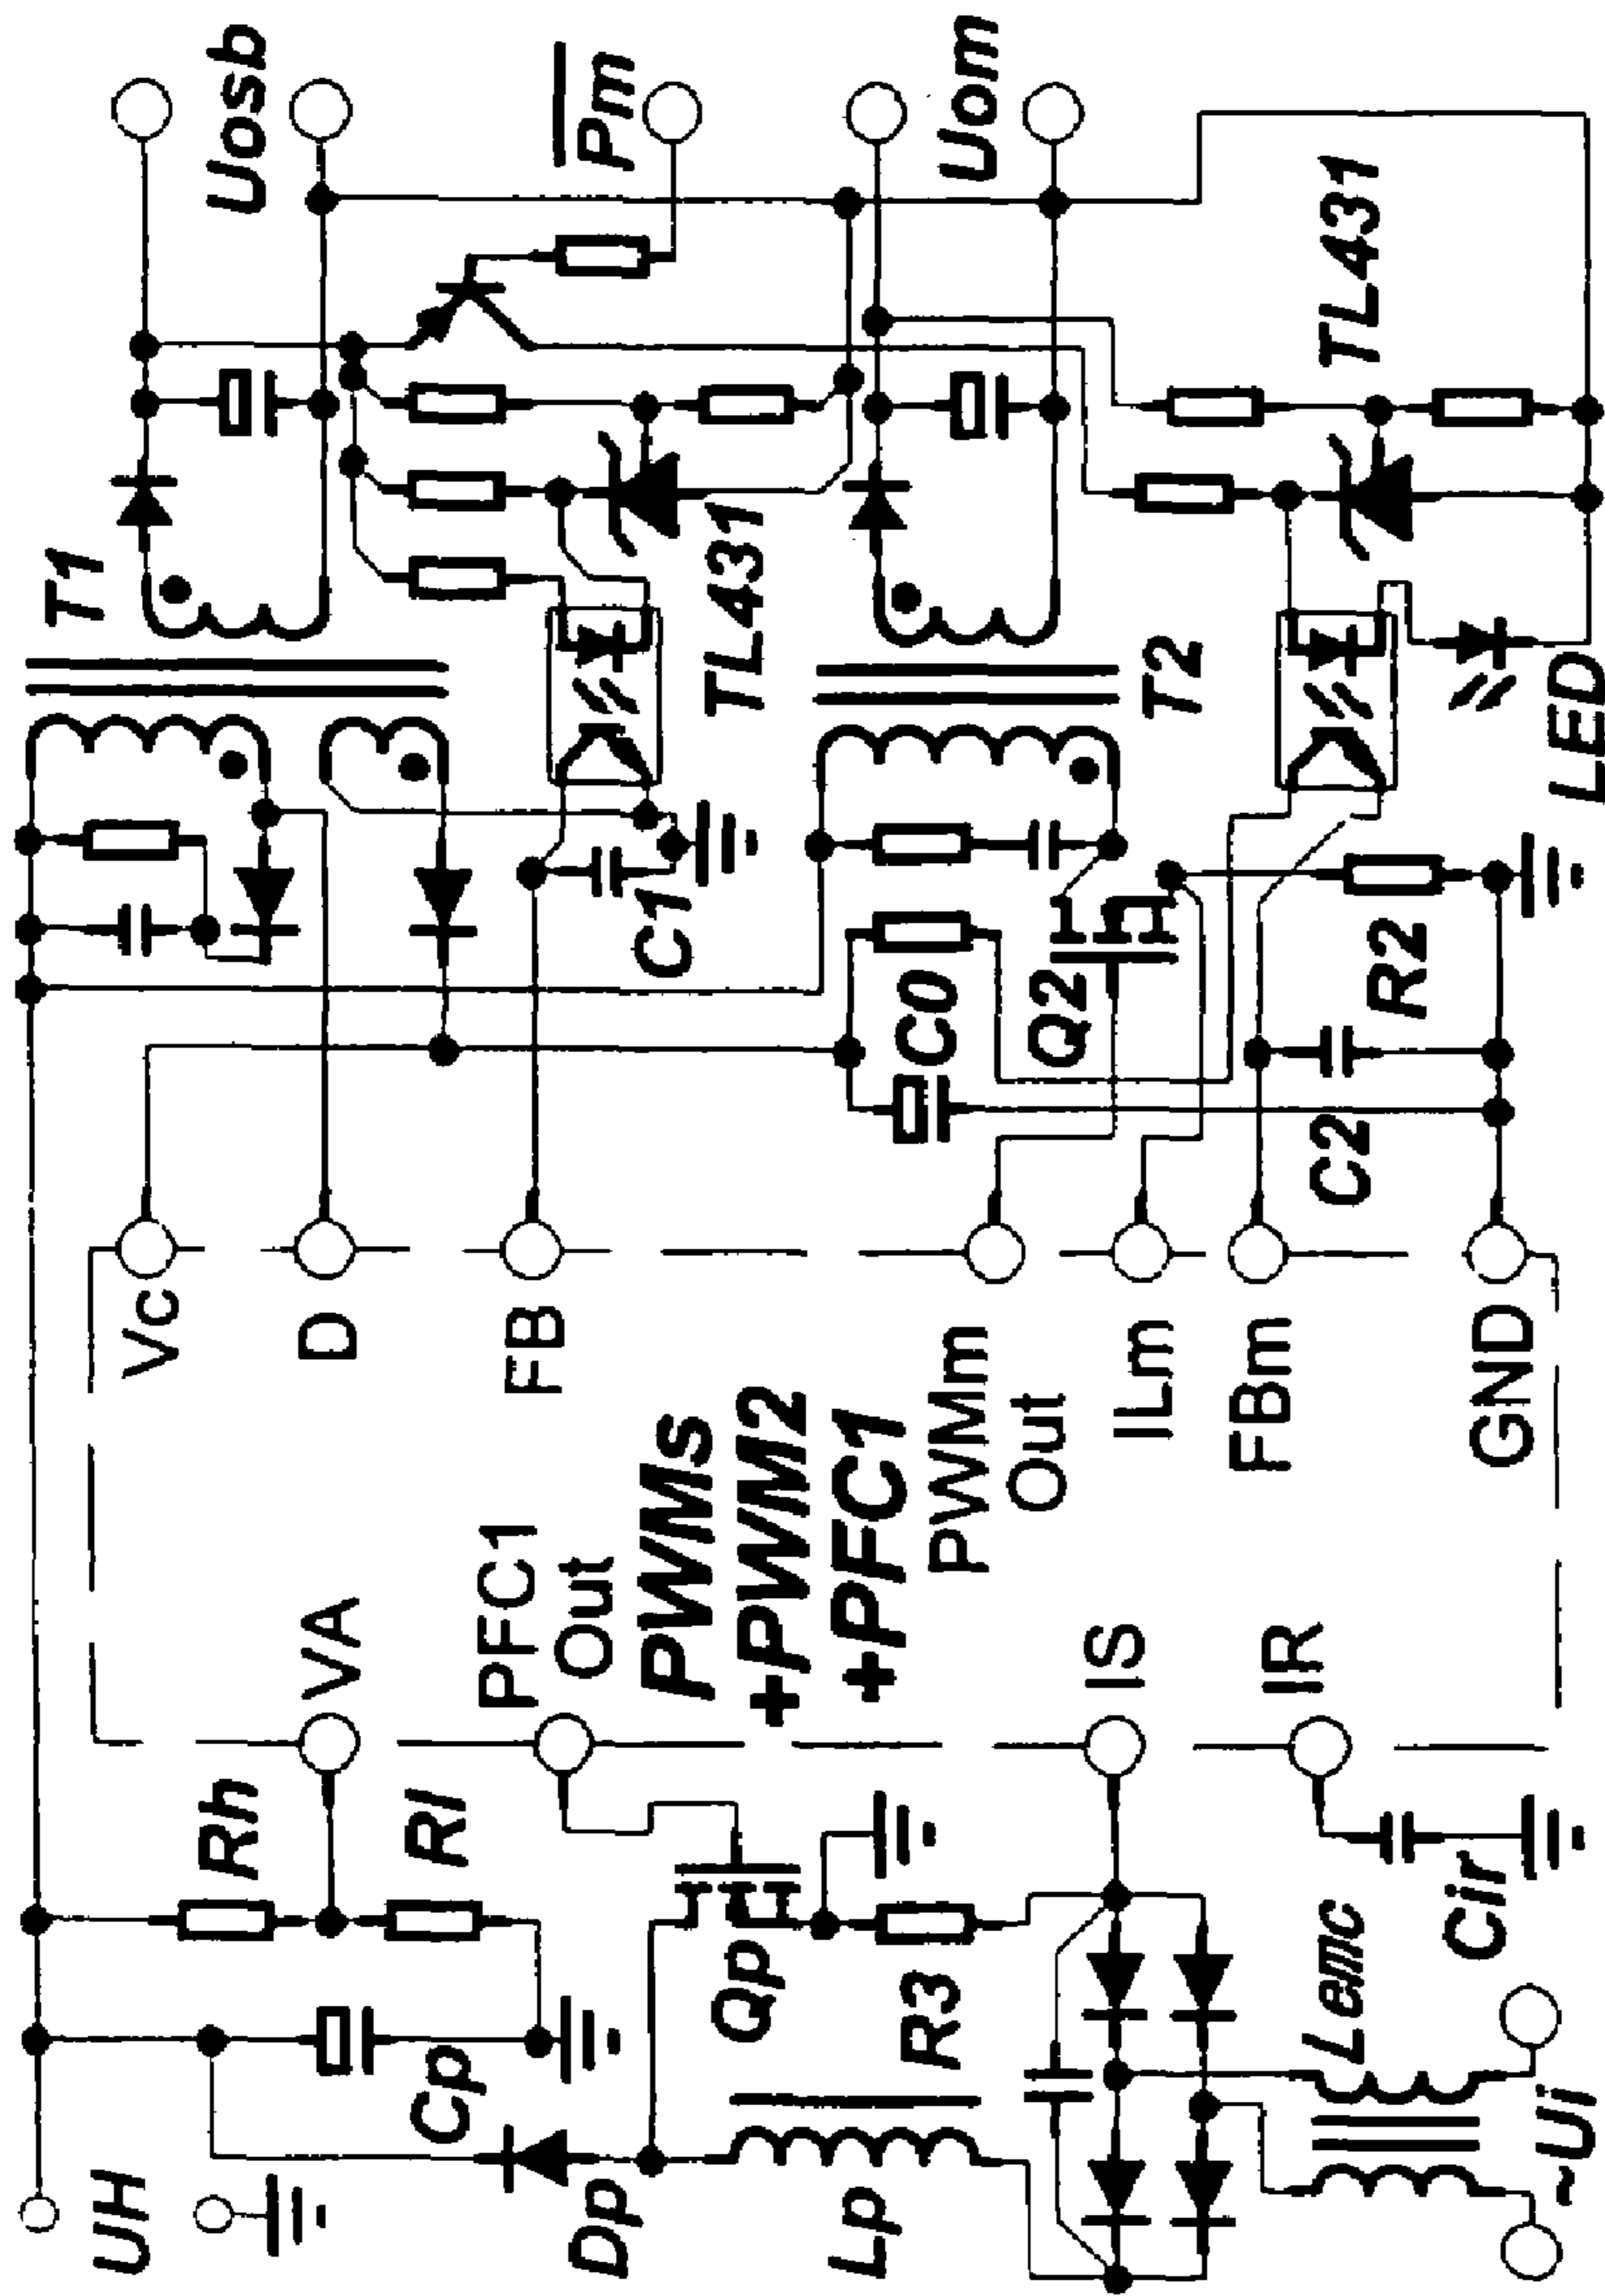 UH
Rh
Rl
VA
Vc
D
T1
Uosb
Cp
PFC1
Out
FB
C1
TL431
Pm
Dp
Qp
PWMs
+PWM2
+PFC1
Lp
R3
PWMm
Out
C0
Q2
T2
Uom
IS
ILm
IR
FBm
C2
R2
TL431
Lemc
Cir
GND
~Ui
LED